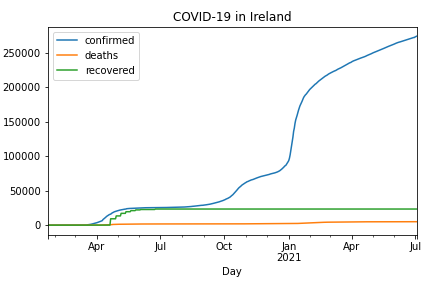 COVID-19 in Ireland
confirmed
deaths
recovered
250000
200000
150000
100000
50000
0
Apr Jul Oct Jan Apr Jul
2021
Day